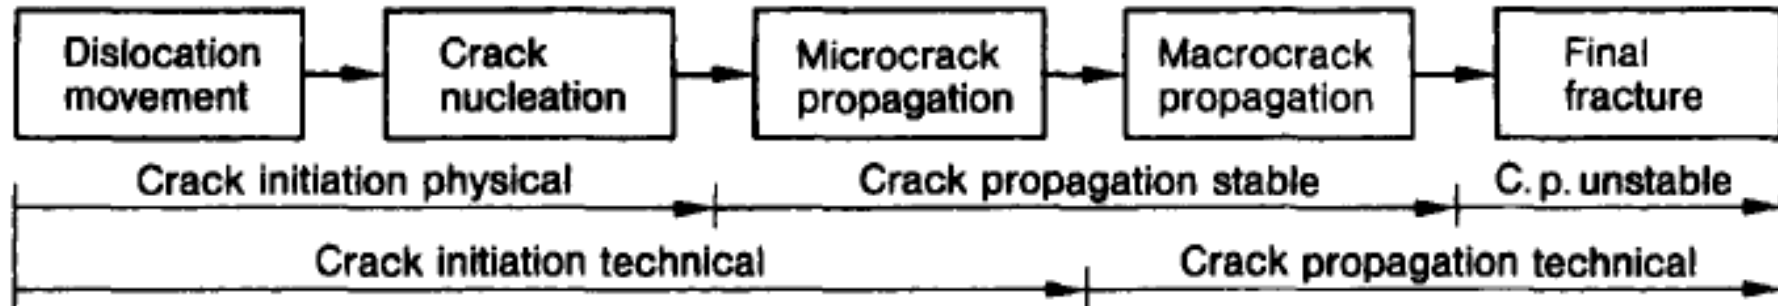 Dislocation
movement
Crack
nucleation
Microcrack
propagation
Macrocrack
propagation
Final
fracture
Crack initiation physical
Crack propagation stable
C. p. unstable
Crack initiation technical
Crack propagation technical